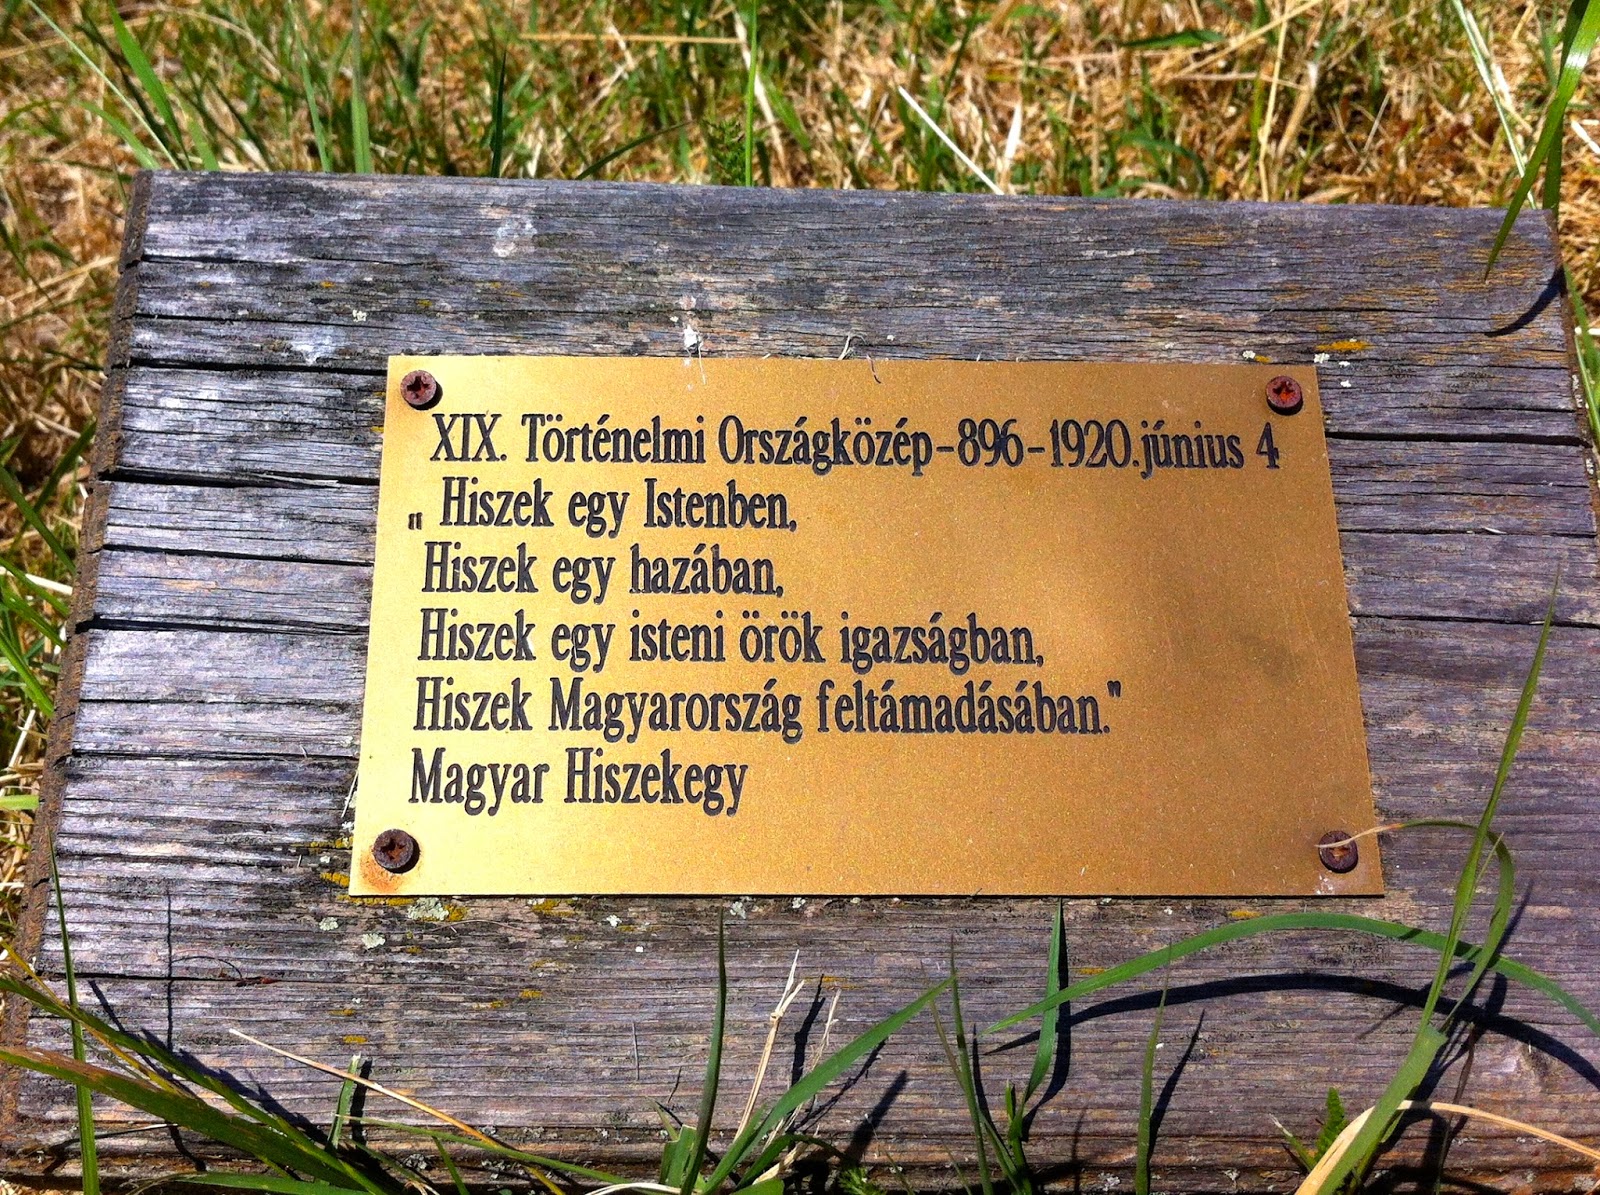 XIX. Történelmi Országközép-896-1920.június 4
„ Hiszek egy Istenben,
Hiszek egy hazában,
Hiszek egy isteni örök igazságban,
Hiszek Magyarország feltámadásában."
Magyar Hiszekegy